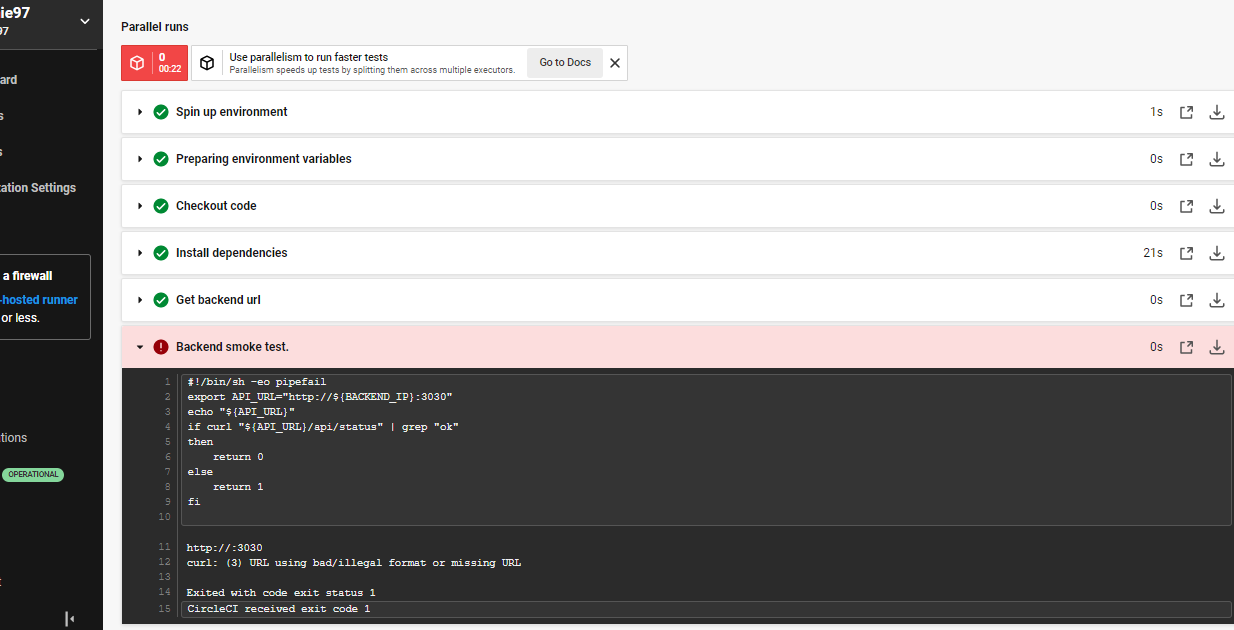 ie97
97
Parallel runs
0
00:22
Use parallelism to run faster tests
Parallelism speeds up tests by splitting them across multiple executors.
Go to Docs
ard
s
s
ation Settings
a firewall
-hosted runner
or less.
tions
OPERATIONAL
t
Spin up environment 1s
Preparing environment variables 0s
Checkout code 0s
Install dependencies 21s
Get backend url 0s
Backend smoke test. 0s
1 #!/bin/sh -eo pipefail
2 export API_URL="http://${BACKEND_IP}:3030"
3 echo "${API_URL}"
4 if curl "${API_URL}/api/status" | grep "ok"
5 then
6 return 0
7 else
8 return 1
9 fi
10
11 http://:3030
12 curl: (3) URL using bad/illegal format or missing URL
13
14 Exited with code exit status 1
15 CircleCI received exit code 1